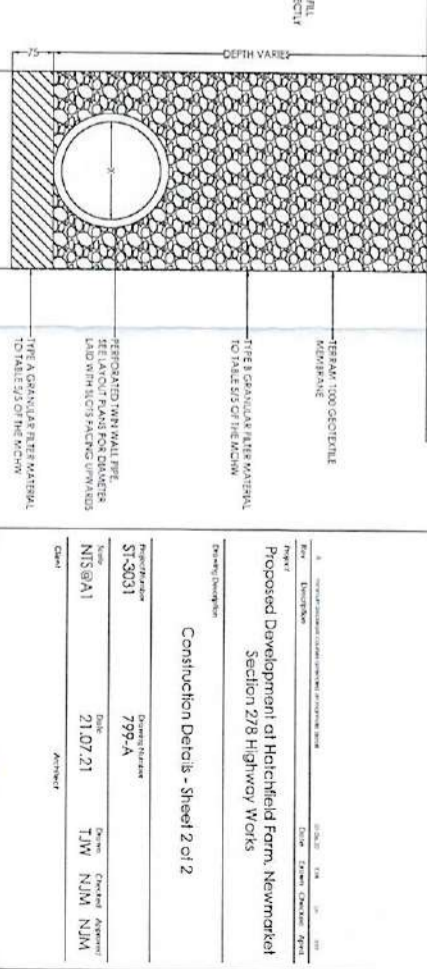 FILL
DEPTH VARIES
75
X
TERRAM 1000 GEOTEXTILE
MEMBRANE
TYPE B GRANULAR FILTER MATERIAL
TO TABLE 5/5 OF THE MCHW
PERFORATED TWIN WALL PIPE.
SEE LAYOUT PLANS FOR DIAMETER
LAID WITH SLOTS FACING UPWARDS
TYPE A GRANULAR FILTER MATERIAL
TO TABLE 5/5 OF THE MCHW
A
Rev Description Date Drawn Checked Apvd
Project
Proposed Development at Hatchfield Farm, Newmarket
Section 278 Highway Works
Drawing Description
Construction Details - Sheet 2 of 2
Project Number Drawing Number
ST-3031 799-A
Scale Date Drawn Checked Approved
NTS@A1 21.07.21 TJW NJM NJM
Client Architect